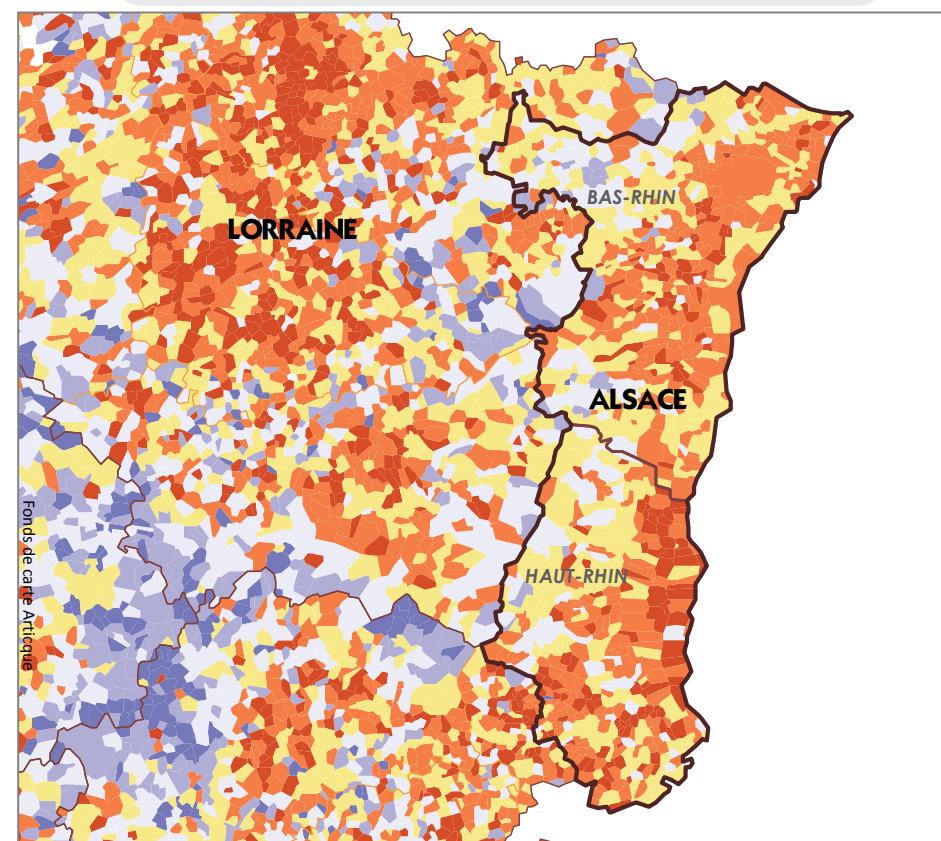 BAS-RHIN
LORRAINE
ALSACE
HAUT-RHIN
Fonds de carte Articque